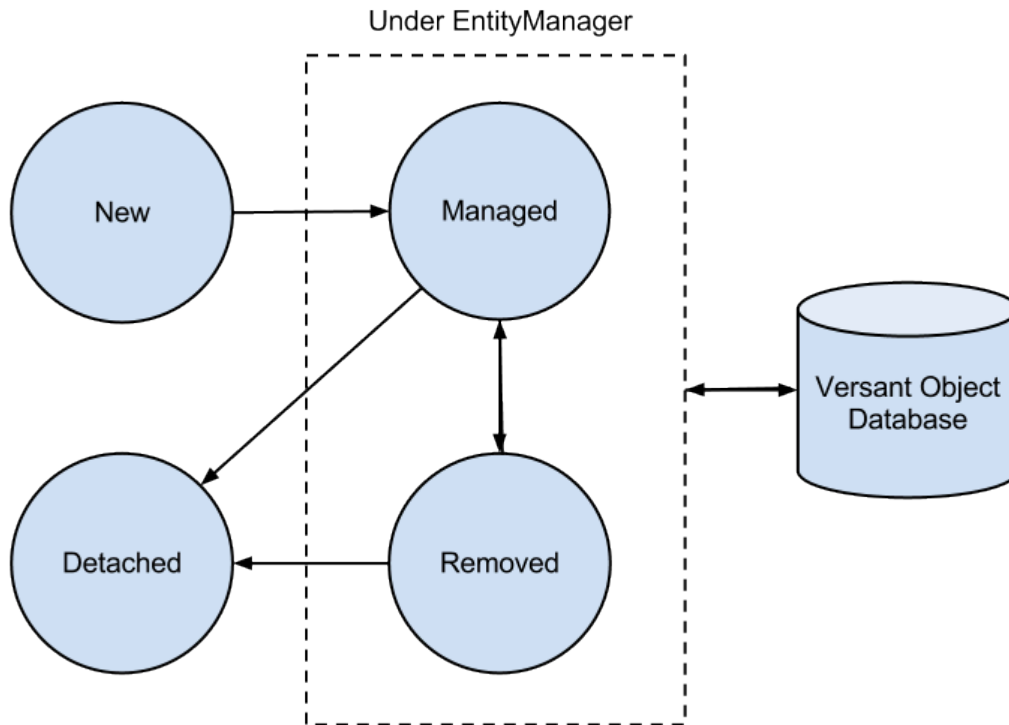 Under EntityManager
New
Managed
Versant Object
Database
Detached
Removed